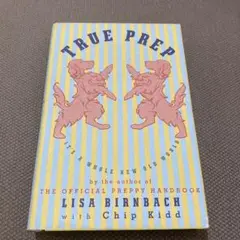 TRUE PREP
IT'S A WHOLE NEW OLD WORLD
by the author of
THE OFFICIAL PREPPY HANDBOOK
LISA BIRNBACH
with Chip Kidd